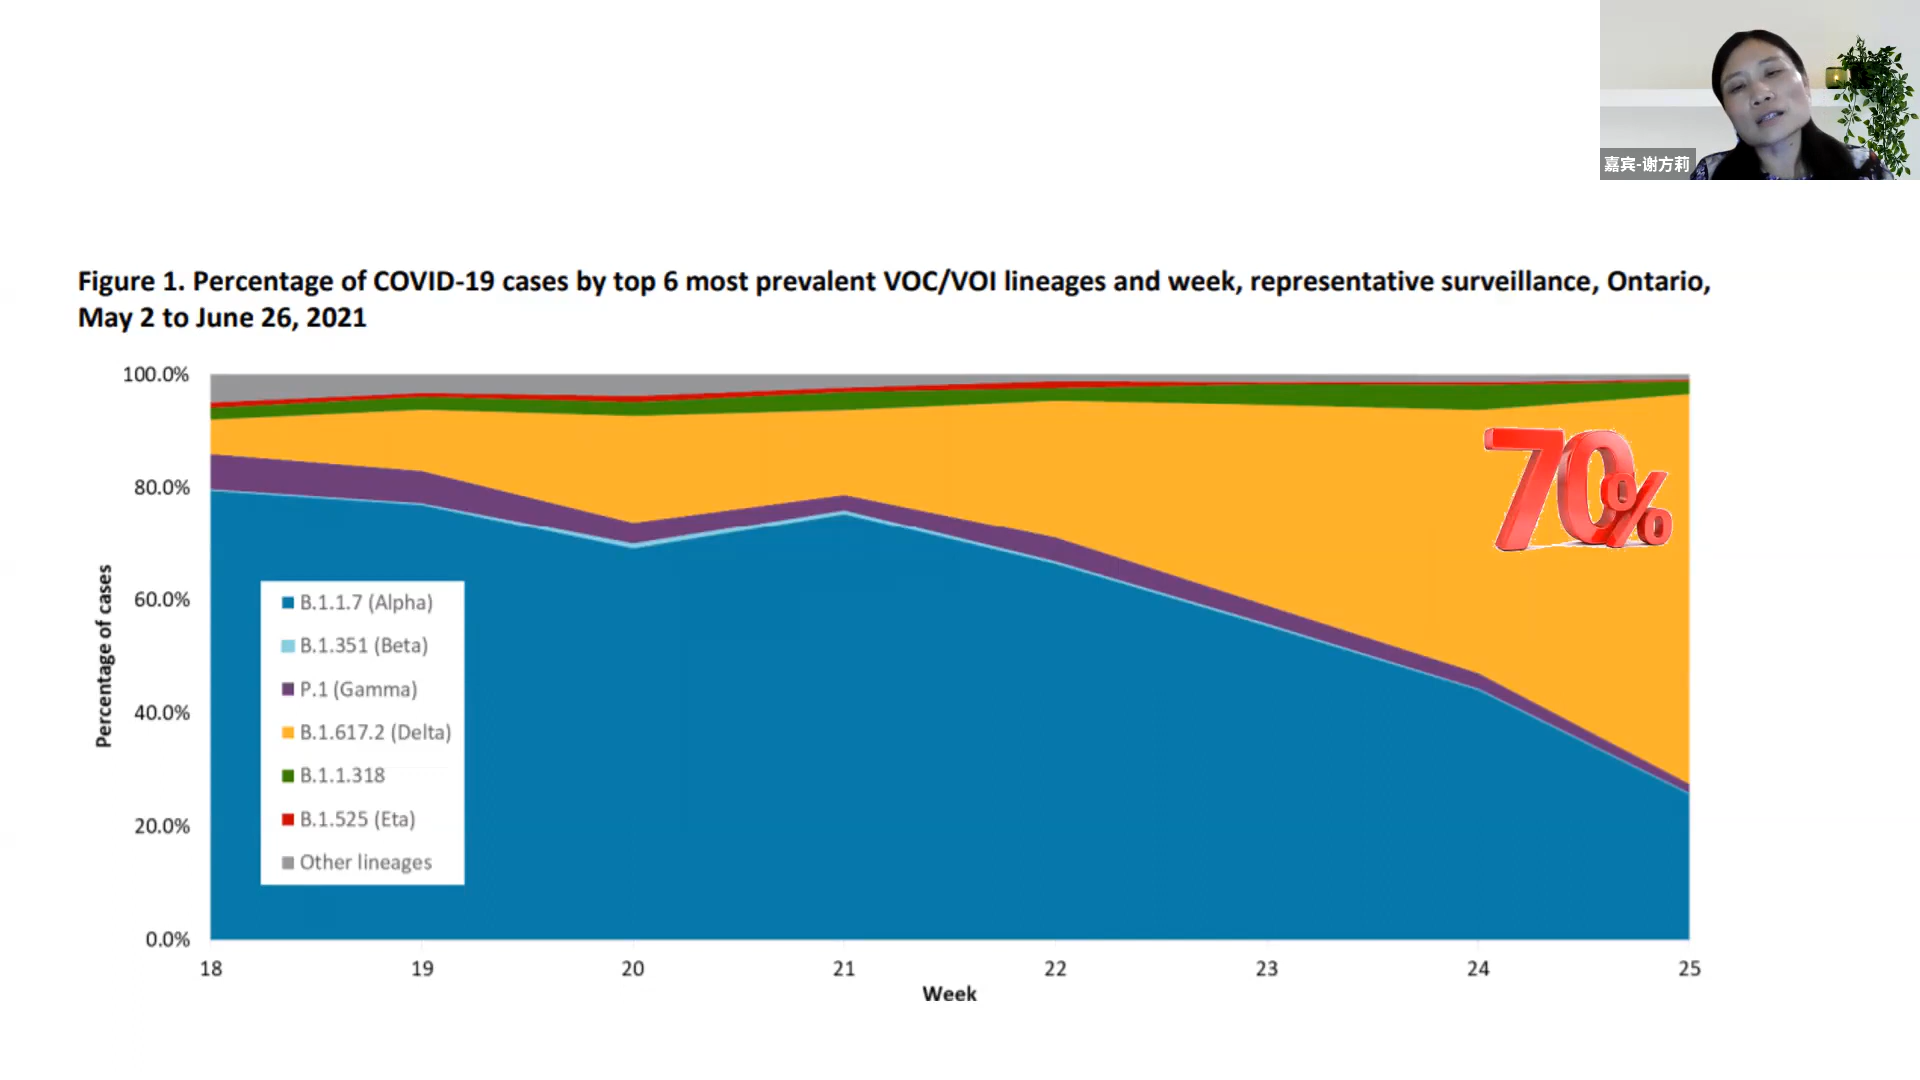 嘉宾-谢方莉
Figure 1. Percentage of COVID-19 cases by top 6 most prevalent VOC/VOI lineages and week, representative surveillance, Ontario,
May 2 to June 26, 2021
100.0%
80.0%
60.0%
40.0%
20.0%
0.0%
Percentage of cases
70%
B.1.1.7 (Alpha)
B.1.351 (Beta)
P.1 (Gamma)
B.1.617.2 (Delta)
B.1.1.318
B.1.525 (Eta)
Other lineages
18 19 20 21 22 23 24 25
Week